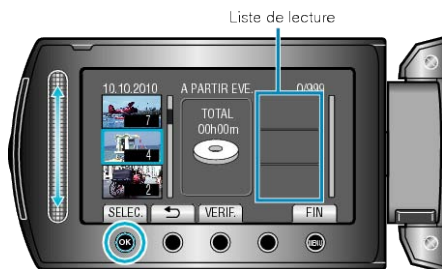 Liste de lecture
10.10.2010 A PARTIR EVE. 0/999
7
TOTAL
00h00m
4
2
SELEC. VERIF. FIN
OK MENU